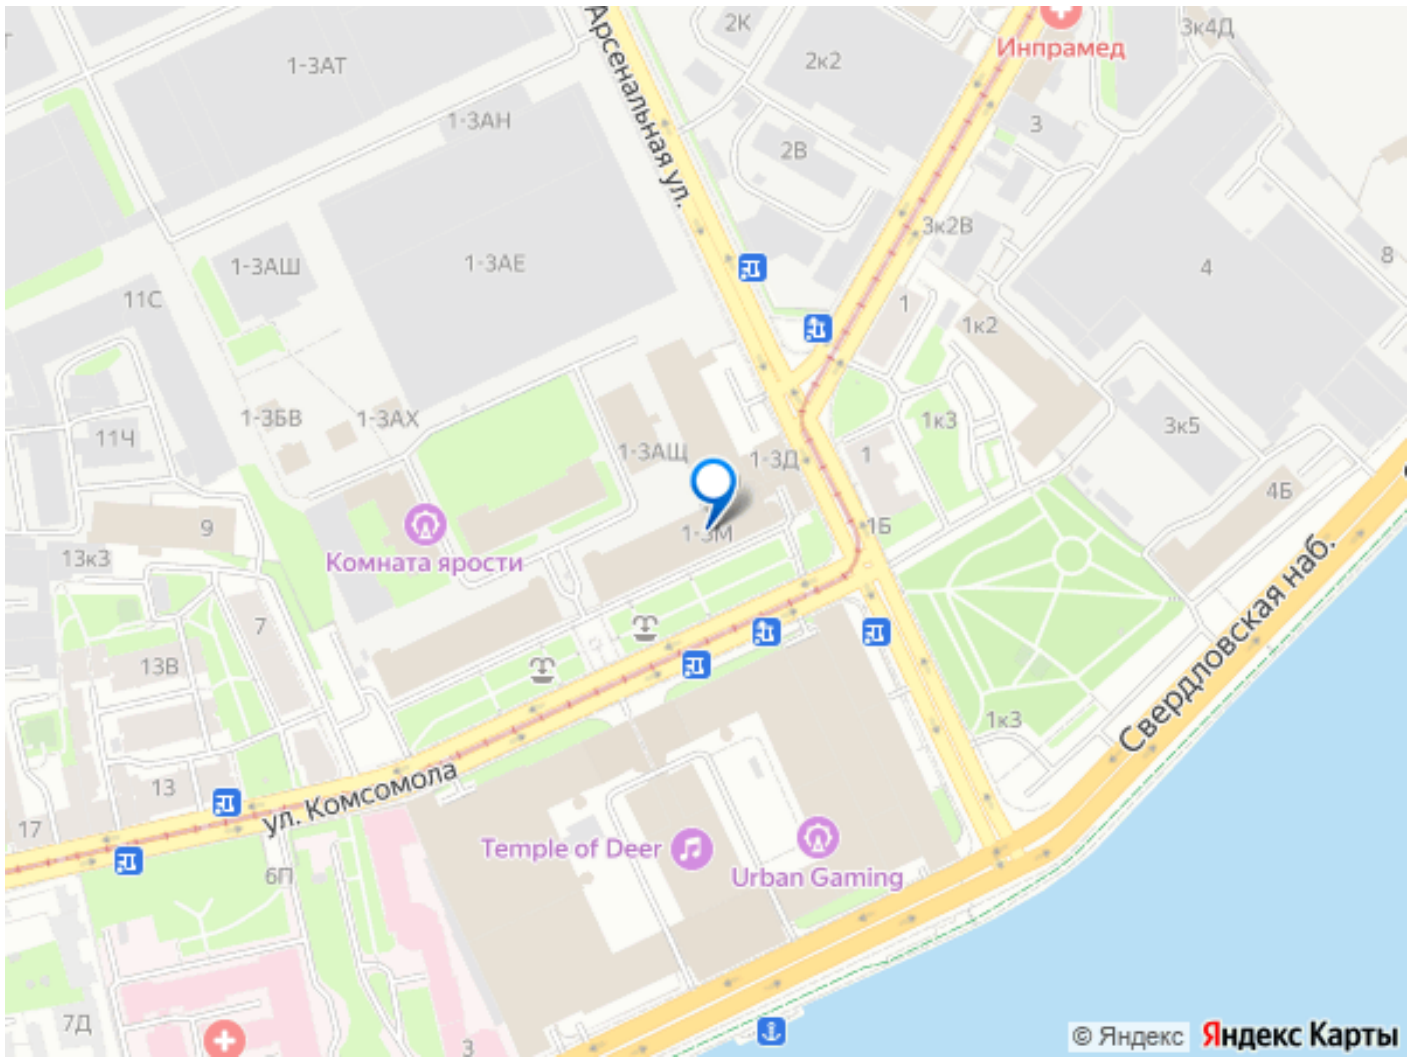 2К
3к4Д
Инпрамед
2к2
1-3АТ
Арсенальная ул.
1-3АН
3
2В
3к2В
8
1-3АШ
1-3АЕ
4
11С
1
1к2
1-3БВ
1-3АХ
1к3
3к5
11Ч
1-3АЩ
1-3Д
1
4Б
9
1-3М
1Б
Комната ярости
13к3
7
Свердловская наб.
13В
1к3
13
ул. Комсомола
17
Temple of Deer
6П
Urban Gaming
7Д
3
© Яндекс
Яндекс Карты